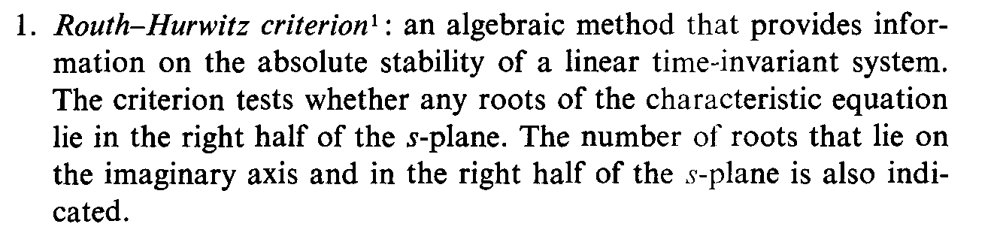 1. Routh–Hurwitz criterion¹: an algebraic method that provides infor-
mation on the absolute stability of a linear time-invariant system.
The criterion tests whether any roots of the characteristic equation
lie in the right half of the s-plane. The number of roots that lie on
the imaginary axis and in the right half of the s-plane is also indi-
cated.